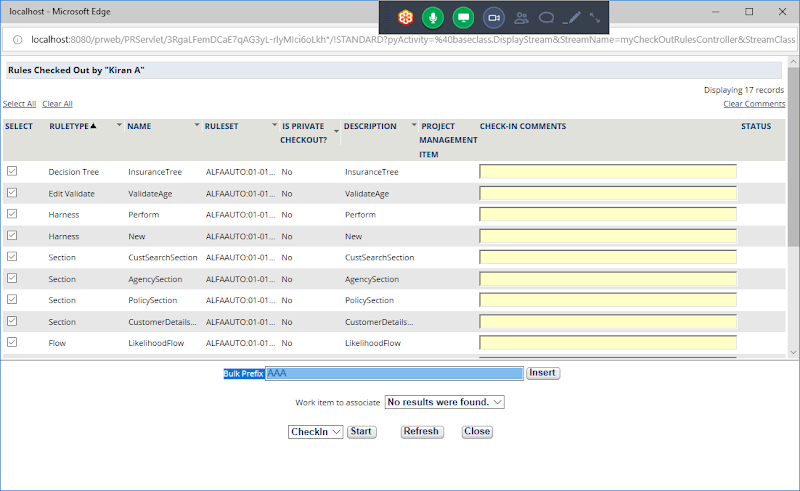 localhost - Microsoft Edge
localhost:8080/prweb/PRServlet/3RgaLFemDCaE7qAG3yL-rlyMIci6oLkh*/!STANDARD?pyActivity=%40baseclass.DisplayStream&StreamName=myCheckOutRulesController&StreamClass
Rules Checked Out by "Kiran A"
Displaying 17 records
Select All Clear All Clear Comments
SELECT RULETYPE NAME RULESET IS PRIVATE CHECKOUT? DESCRIPTION PROJECT MANAGEMENT ITEM CHECK-IN COMMENTS STATUS
Decision Tree InsuranceTree ALFAAUTO:01-01... No InsuranceTree
Edit Validate ValidateAge ALFAAUTO:01-01... No ValidateAge
Harness Perform ALFAAUTO:01-01... No Perform
Harness New ALFAAUTO:01-01... No New
Section CustSearchSection ALFAAUTO:01-01... No CustSearchSection
Section AgencySection ALFAAUTO:01-01... No AgencySection
Section PolicySection ALFAAUTO:01-01... No PolicySection
Section CustomerDetails... ALFAAUTO:01-01... No CustomerDetails...
Flow LikelihoodFlow ALFAAUTO:01-01... No LikelihoodFlow
Bulk Prefix AAA Insert
Work item to associate No results were found.
CheckIn Start Refresh Close